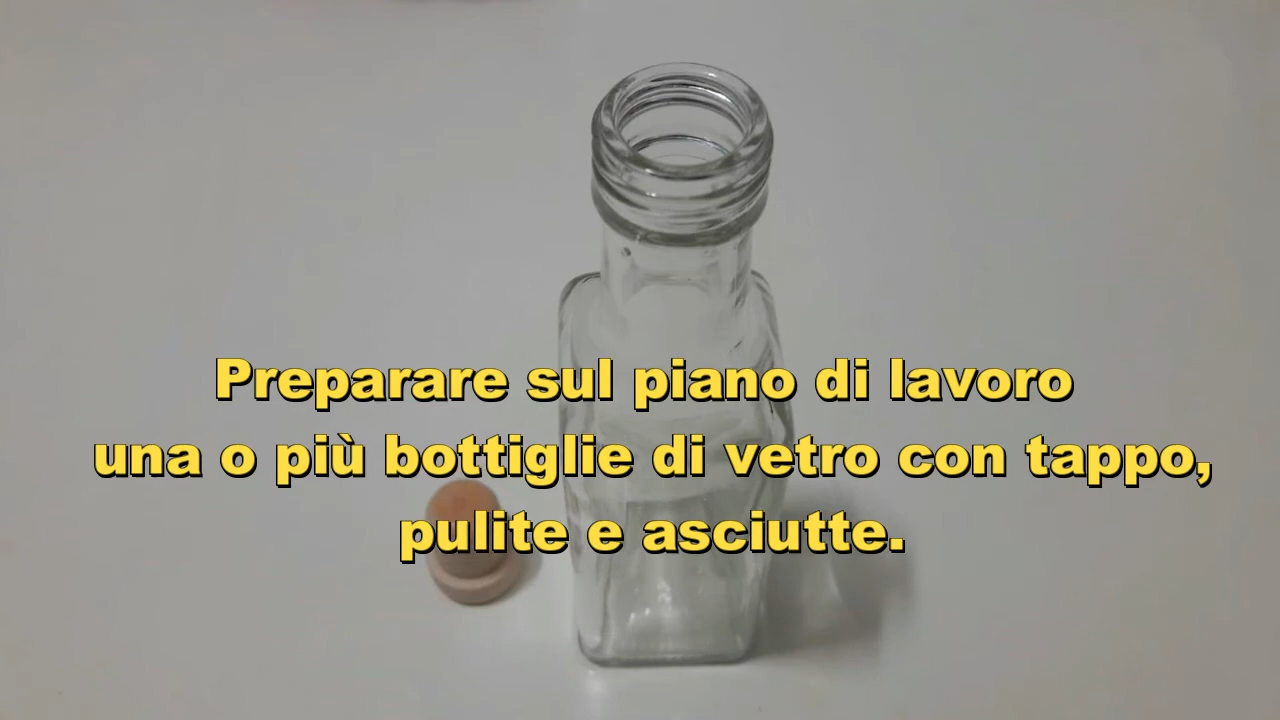 Preparare sul piano di lavoro
una o più bottiglie di vetro con tappo,
pulite e asciutte.